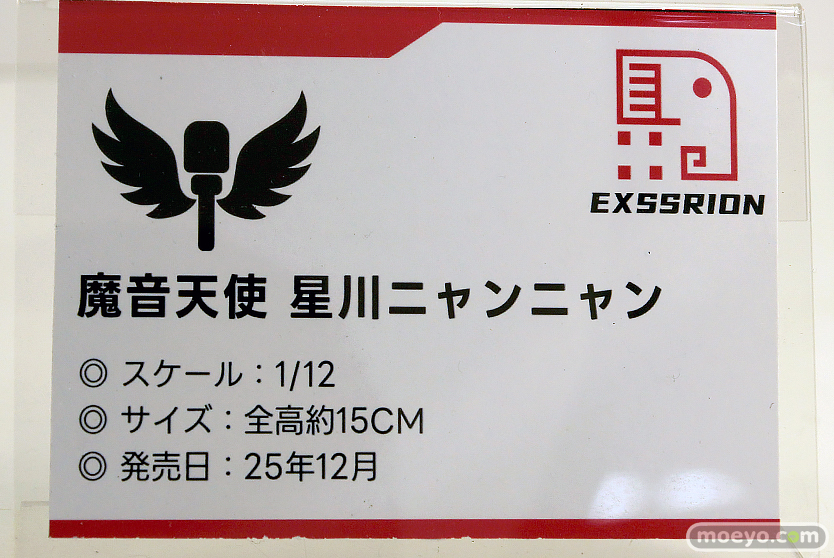 EXSSRION
魔音天使 星川ニャンニャン
◎ スケール：1/12
◎ サイズ：全高約15CM
◎ 発売日：25年12月
moeyo.com